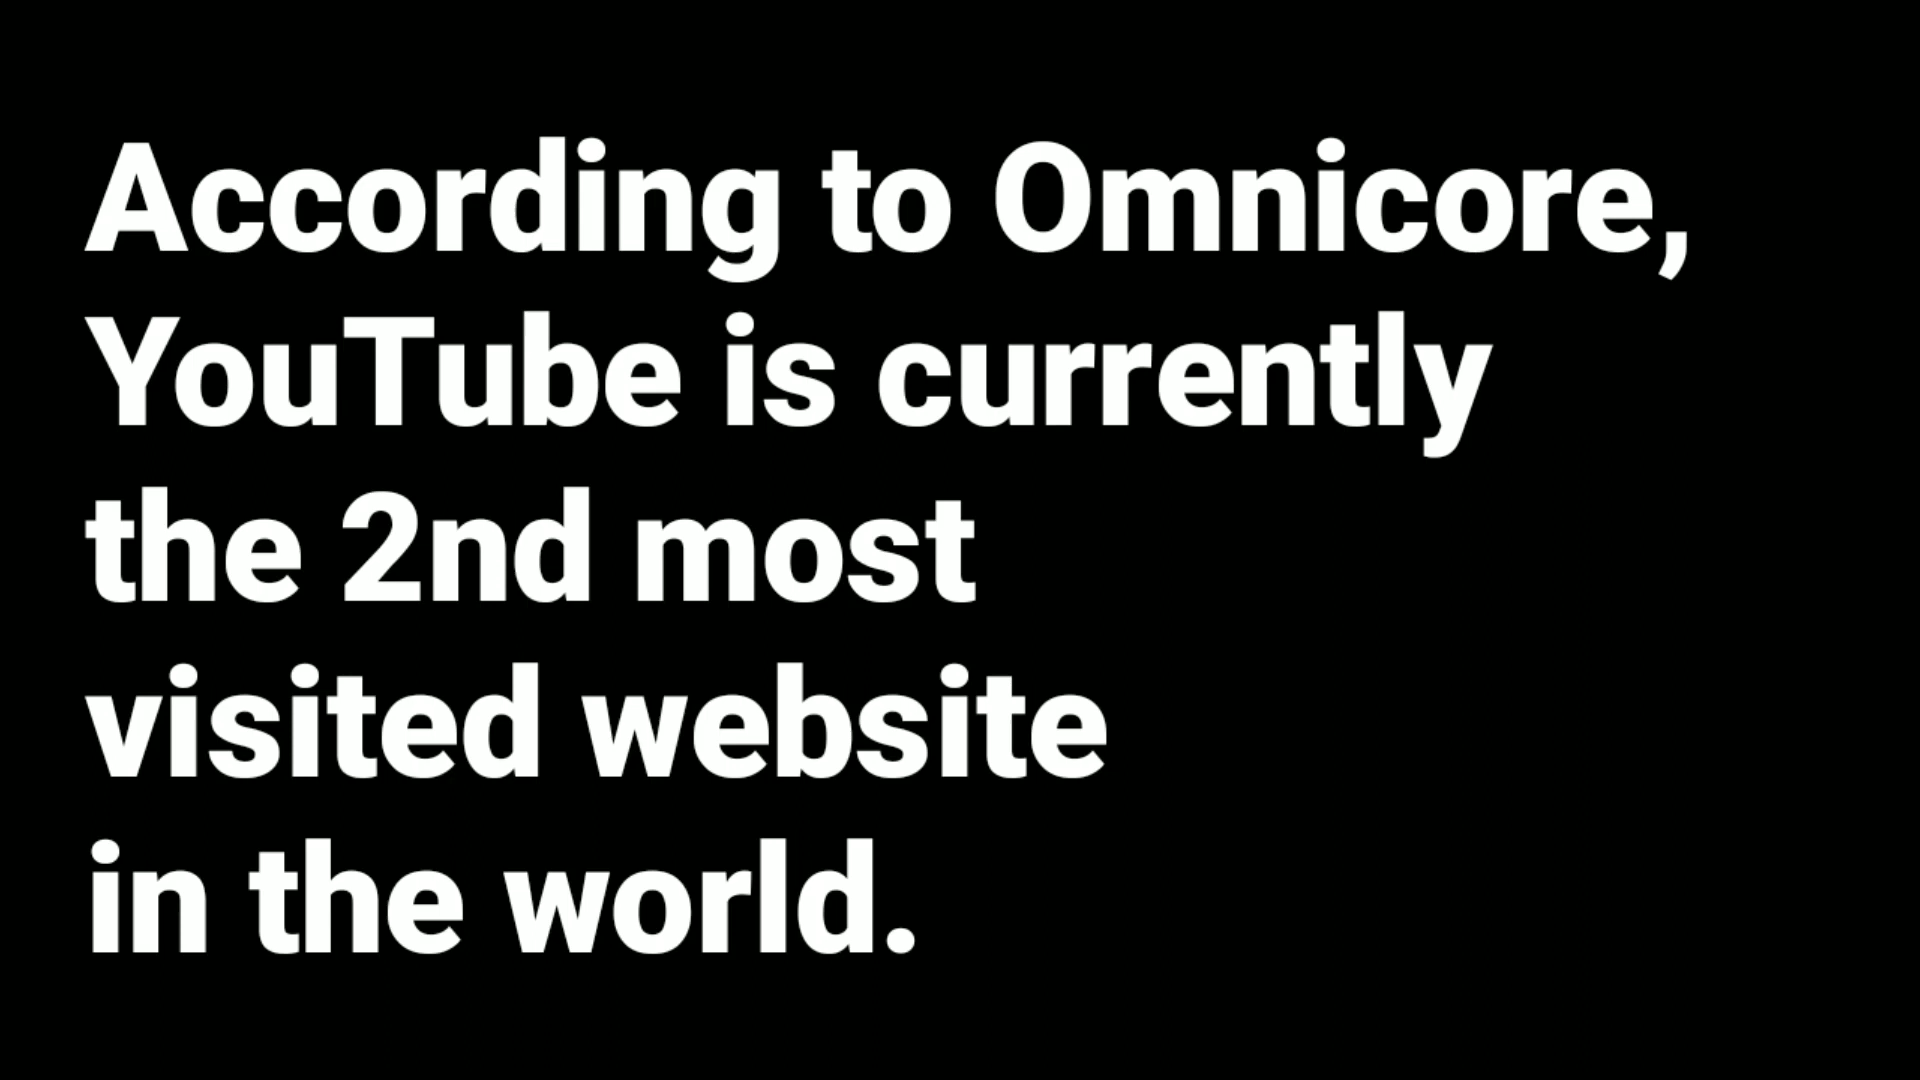 According to Omnicore,
YouTube is currently
the 2nd most
visited website
in the world.